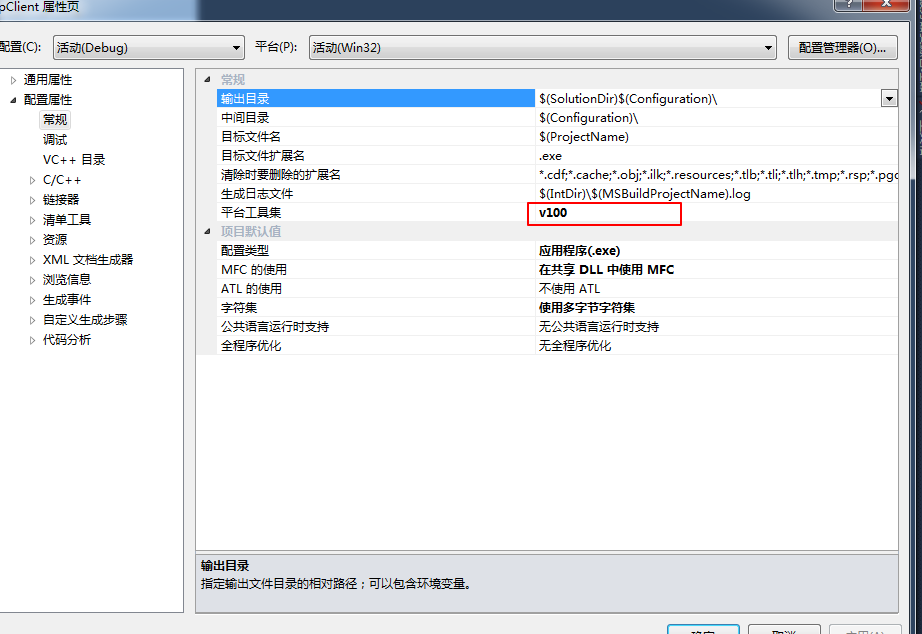 pClient 属性页
配置(C): 活动(Debug) 平台(P): 活动(Win32) 配置管理器(O)...
通用属性
配置属性
常规
调试
VC++ 目录
C/C++
链接器
清单工具
资源
XML 文档生成器
浏览信息
生成事件
自定义生成步骤
代码分析
常规
输出目录 $(SolutionDir)$(Configuration)\
中间目录 $(Configuration)\
目标文件名 $(ProjectName)
目标文件扩展名 .exe
清除时要删除的扩展名 *.cdf;*.cache;*.obj;*.ilk;*.resources;*.tlb;*.tli;*.tlh;*.tmp;*.rsp;*.pgc
生成日志文件 $(IntDir)\$(MSBuildProjectName).log
平台工具集 v100
项目默认值
配置类型 应用程序(.exe)
MFC 的使用 在共享 DLL 中使用 MFC
ATL 的使用 不使用 ATL
字符集 使用多字节字符集
公共语言运行时支持 无公共语言运行时支持
全程序优化 无全程序优化
输出目录
指定输出文件目录的相对路径；可以包含环境变量。
确定 取消